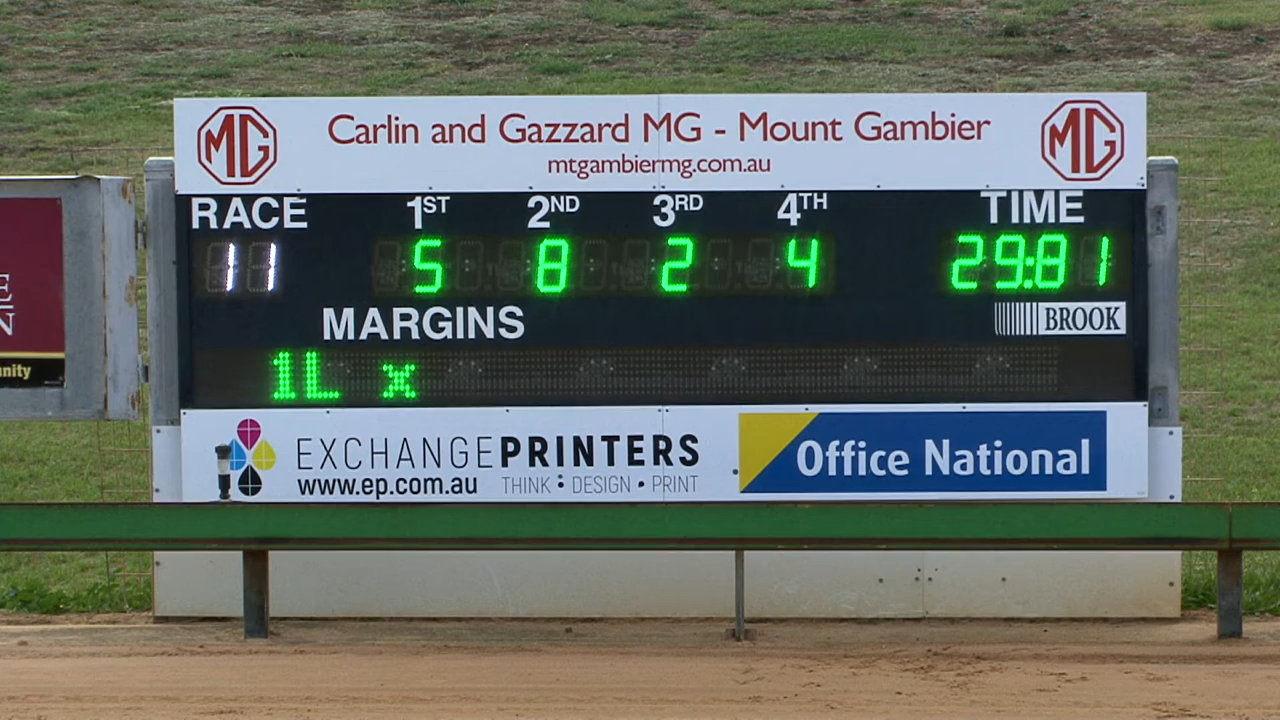 MG Carlin and Gazzard MG - Mount Gambier MG
mtgambiermg.com.au
RACE 1ST 2ND 3RD 4TH TIME
11 5 8 2 4 29:81
MARGINS BROOK
1L x
EXCHANGEPRINTERS
www.ep.com.au THINK : DESIGN • PRINT
Office National
E
N
nity